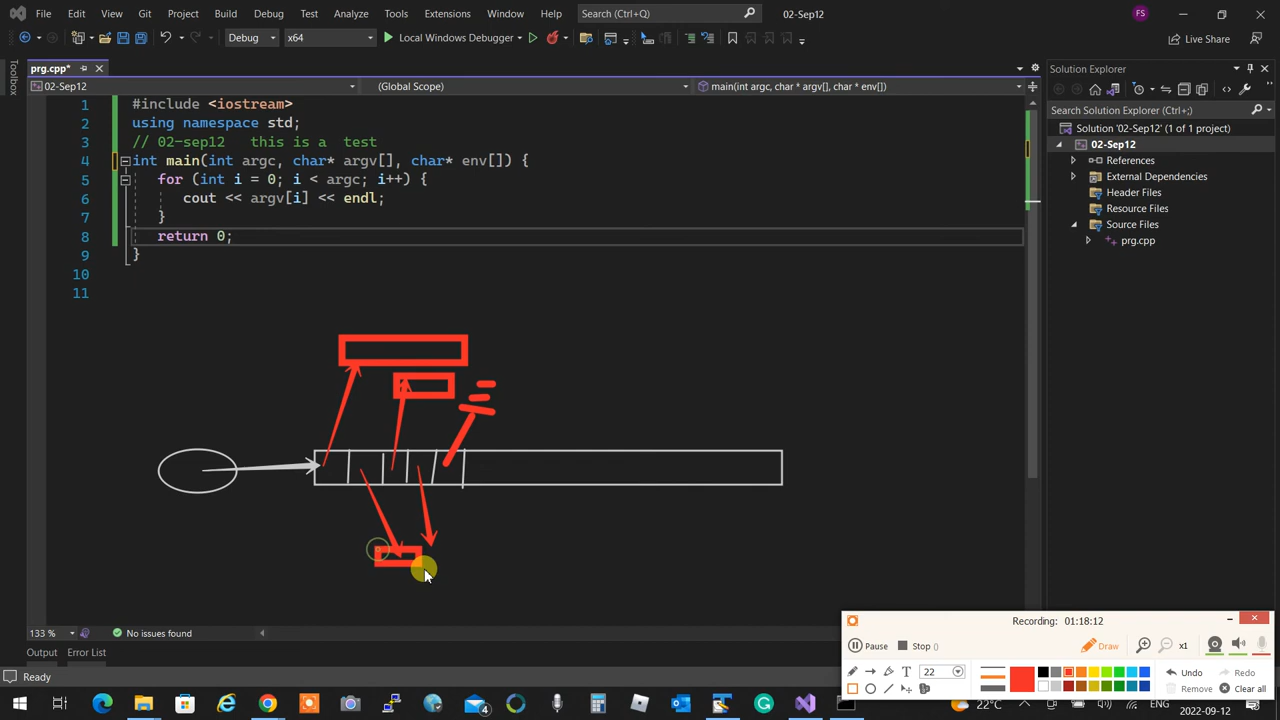 File Edit View Git Project Build Debug Test Analyze Tools Extensions Window Help Search (Ctrl+Q) 02-Sep12 FS
Debug x64 Local Windows Debugger Live Share
prg.cpp*
02-Sep12 (Global Scope) main(int argc, char * argv[], char * env[])
Toolbox
1 #include <iostream>
2 using namespace std;
3 // 02-sep12 this is a test
4 int main(int argc, char* argv[], char* env[]) {
5 for (int i = 0; i < argc; i++) {
6 cout << argv[i] << endl;
7 }
8 return 0;
9 }
10
11
Solution Explorer
Search Solution Explorer (Ctrl+;)
Solution '02-Sep12' (1 of 1 project)
02-Sep12
References
External Dependencies
Header Files
Resource Files
Source Files
prg.cpp
133 % No issues found
Output Error List
Ready
Recording: 01:18:12
Pause Stop () Draw x1
T 22 Undo Redo
Remove Clear all
4 22°C ENG 2022-09-12